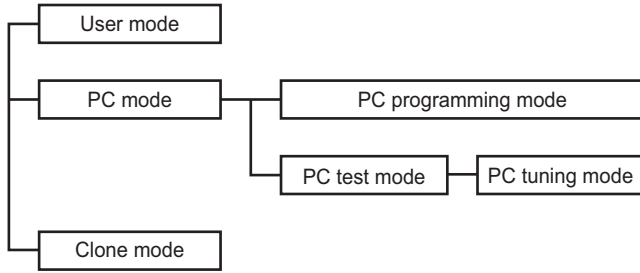 User mode
PC mode
PC programming mode
PC test mode
PC tuning mode
Clone mode